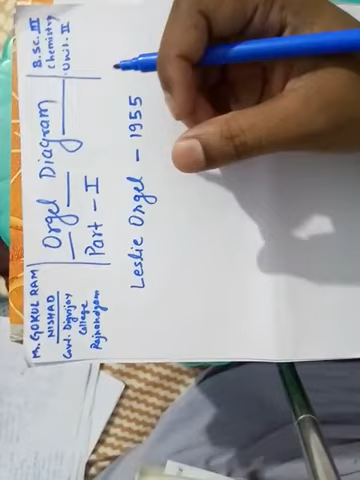 M. GOKUL RAM
NISHAD
Govt. Digvijay
College
Rajnandgaon
Orgel Diagram
Part - I
B.Sc. III
Chemistry
Unit - II
Leslie Orgel - 1955